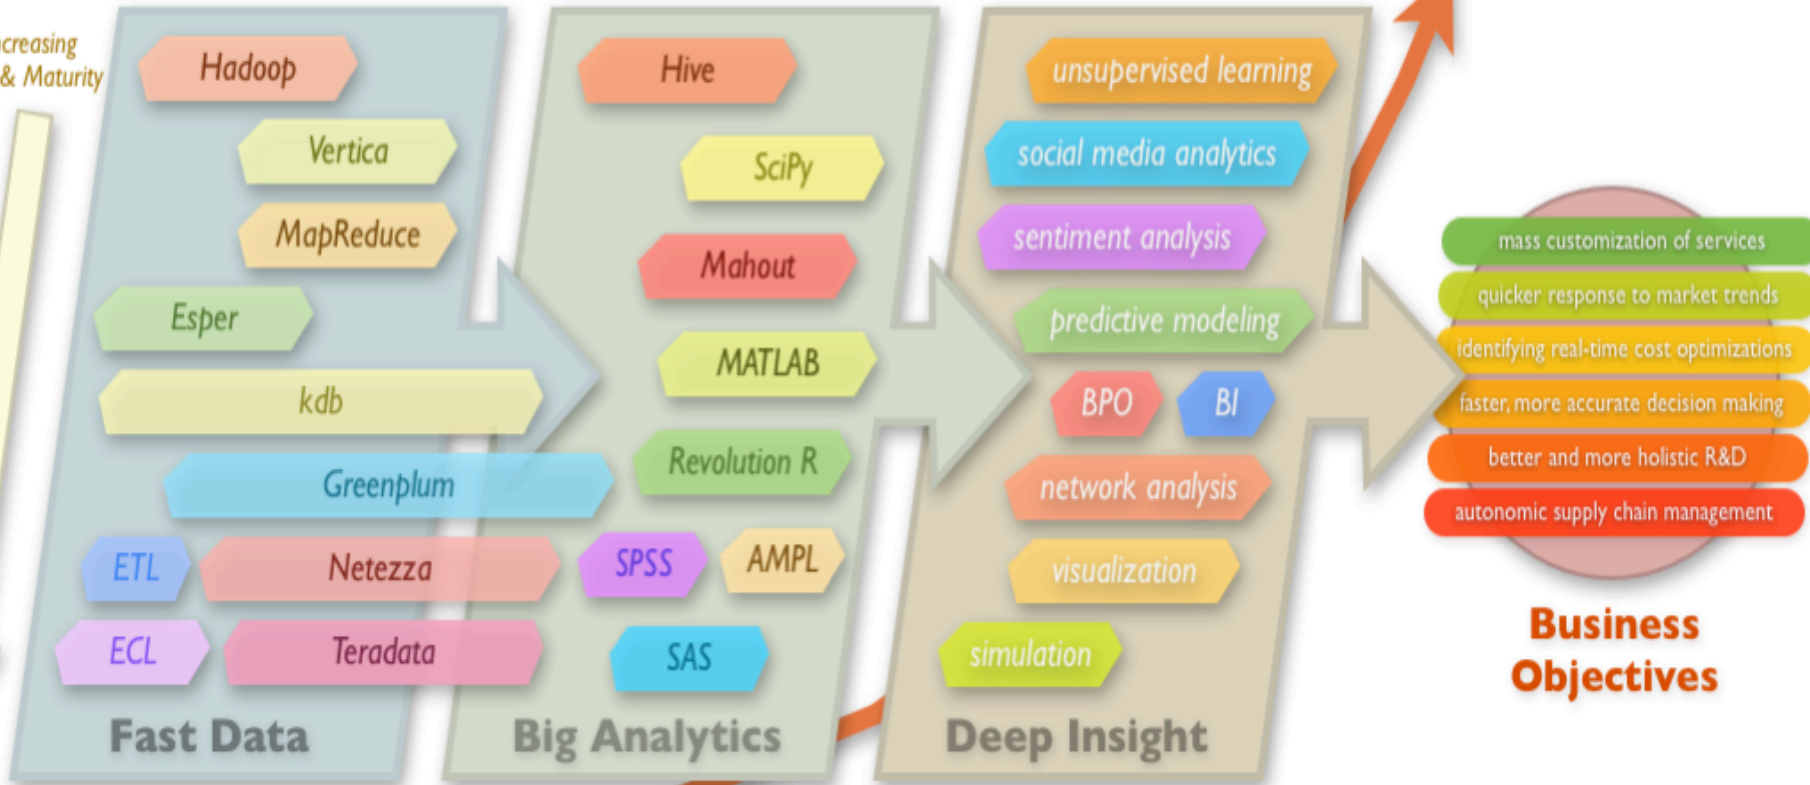 & Maturity
Hadoop
Vertica
MapReduce
Esper
kdb
Greenplum
ETL
Netezza
ECL
Teradata
Fast Data
Hive
SciPy
Mahout
MATLAB
Revolution R
SPSS
AMPL
SAS
Big Analytics
unsupervised learning
social media analytics
sentiment analysis
predictive modeling
BPO
BI
network analysis
visualization
simulation
Deep Insight
mass customization of services
quicker response to market trends
identifying real-time cost optimizations
faster, more accurate decision making
better and more holistic R&D
autonomic supply chain management
Business
Objectives